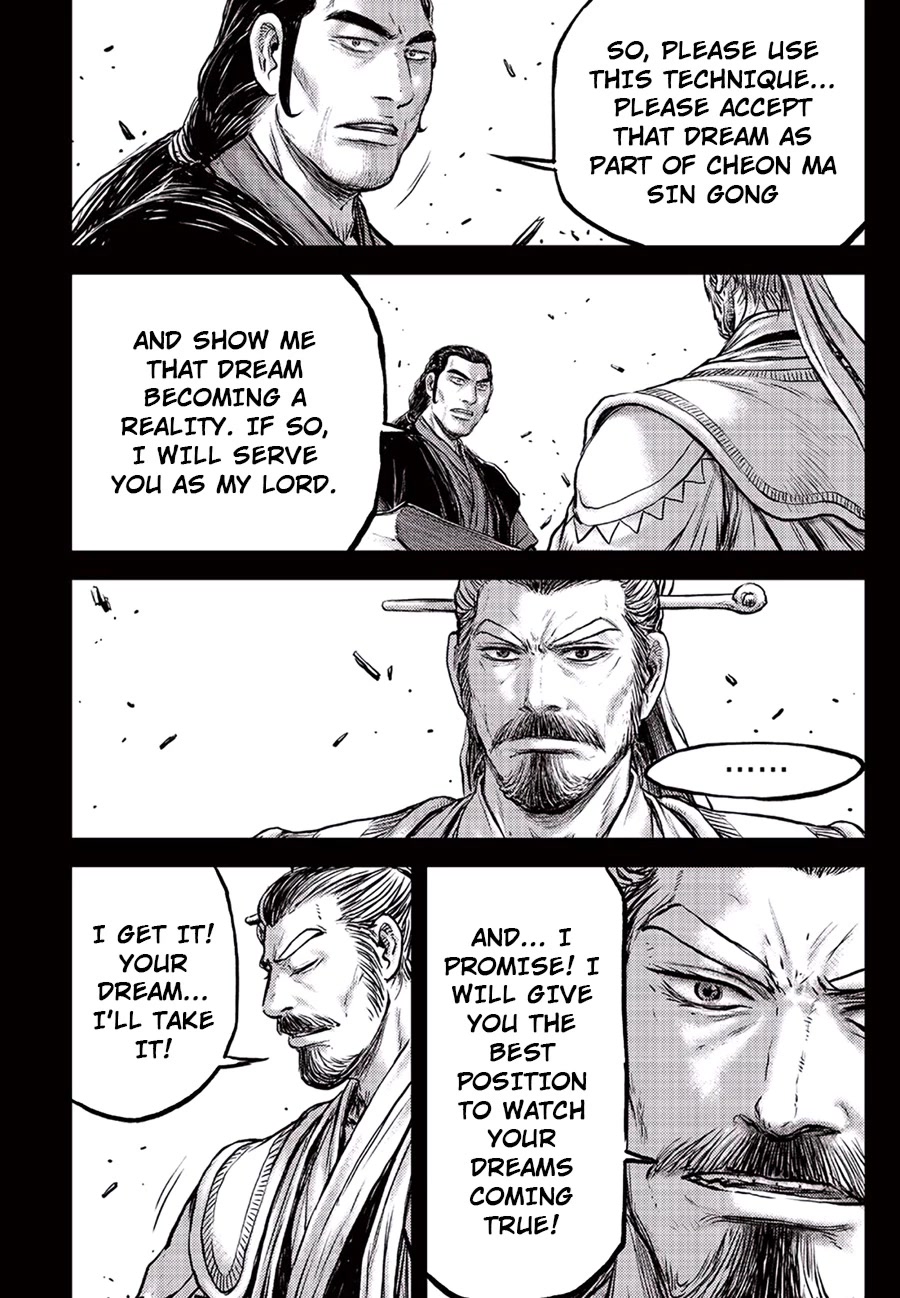 SO, PLEASE USE
THIS TECHNIQUE...
PLEASE ACCEPT
THAT DREAM AS
PART OF CHEON MA
SIN GONG
AND SHOW ME
THAT DREAM
BECOMING A
REALITY. IF SO,
I WILL SERVE
YOU AS MY LORD.
......
I GET IT!
YOUR
DREAM...
I'LL TAKE
IT!
AND... I
PROMISE! I
WILL GIVE
YOU THE
BEST
POSITION
TO WATCH
YOUR
DREAMS
COMING
TRUE!